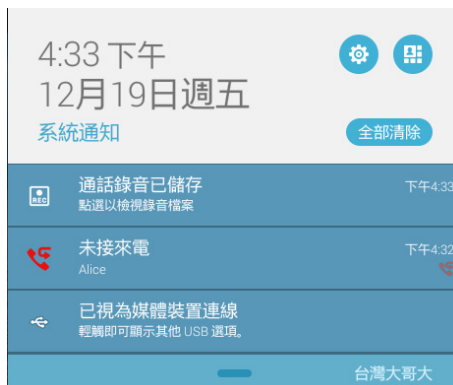 4:33 下午
12月19日週五
系統通知
全部清除
通話錄音已儲存
下午4:33
REC
點選以檢視錄音檔案
未接來電
下午4:32
Alice
已視為媒體裝置連線
輕觸即可顯示其他 USB 選項。
台灣大哥大